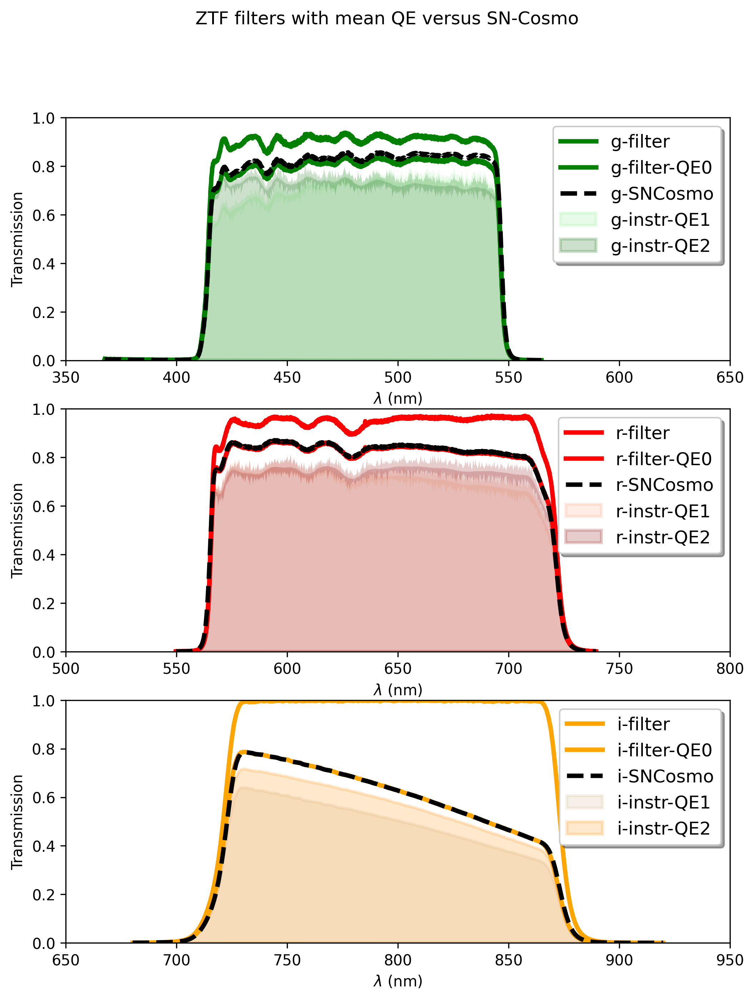 ZTF filters with mean QE versus SN-Cosmo
1.0
0.8
0.6
0.4
0.2
0.0
Transmission
g-filter
g-filter-QE0
g-SNCosmo
g-instr-QE1
g-instr-QE2
350 400 450 500 550 600 650
λ (nm)
1.0
0.8
0.6
0.4
0.2
0.0
Transmission
r-filter
r-filter-QE0
r-SNCosmo
r-instr-QE1
r-instr-QE2
500 550 600 650 700 750 800
λ (nm)
1.0
0.8
0.6
0.4
0.2
0.0
Transmission
i-filter
i-filter-QE0
i-SNCosmo
i-instr-QE1
i-instr-QE2
650 700 750 800 850 900 950
λ (nm)